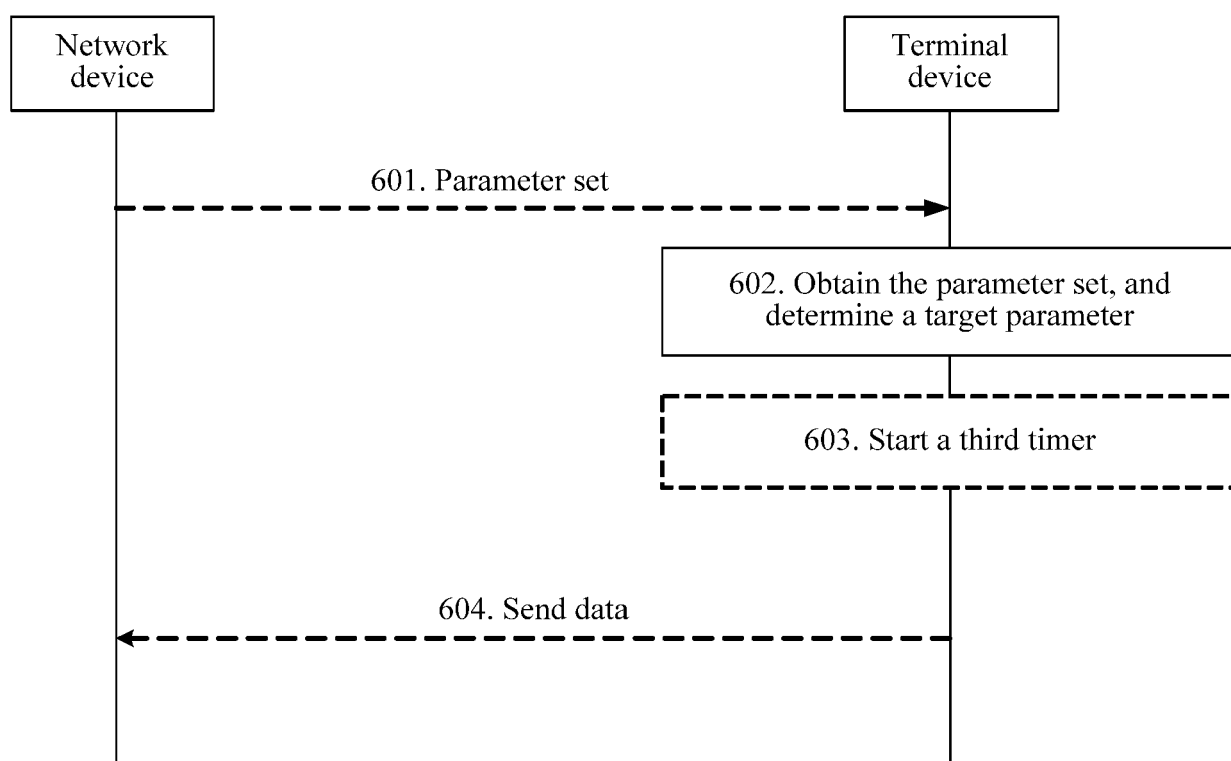 Network
device
Terminal
device
601. Parameter set
602. Obtain the parameter set, and
determine a target parameter
603. Start a third timer
604. Send data